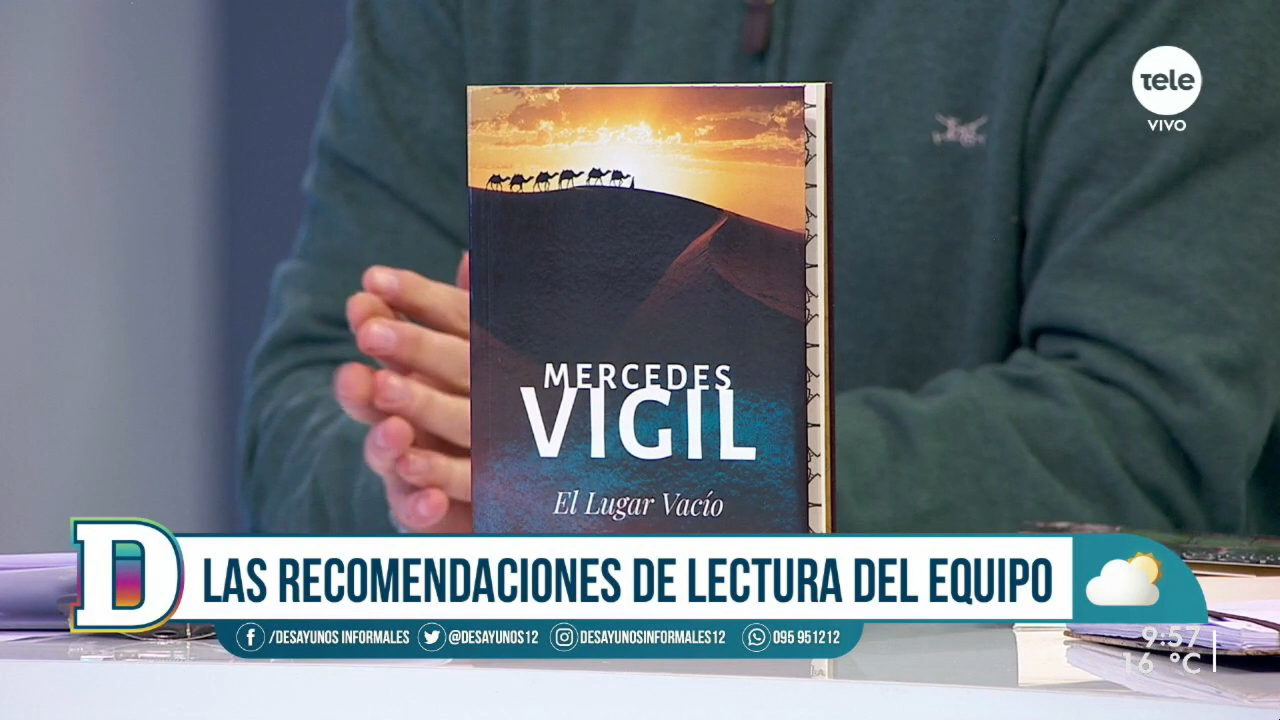 tele
VIVO
MERCEDES
VIGIL
El Lugar Vacío
D
LAS RECOMENDACIONES DE LECTURA DEL EQUIPO
/DESAYUNOS INFORMALES @DESAYUNOS12 DESAYUNOSINFORMALES12 095 951212
9:57
16 °C